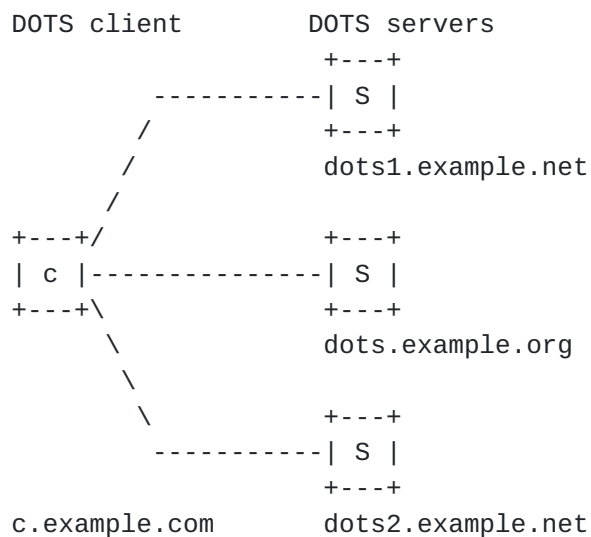 DOTS client        DOTS servers
                    +---+
         -----------| S |
        /           +---+
       /            dots1.example.net
      /
+---+/              +---+
| c |---------------| S |
+---+\              +---+
      \             dots.example.org
       \
        \           +---+
         -----------| S |
                    +---+
c.example.com       dots2.example.net